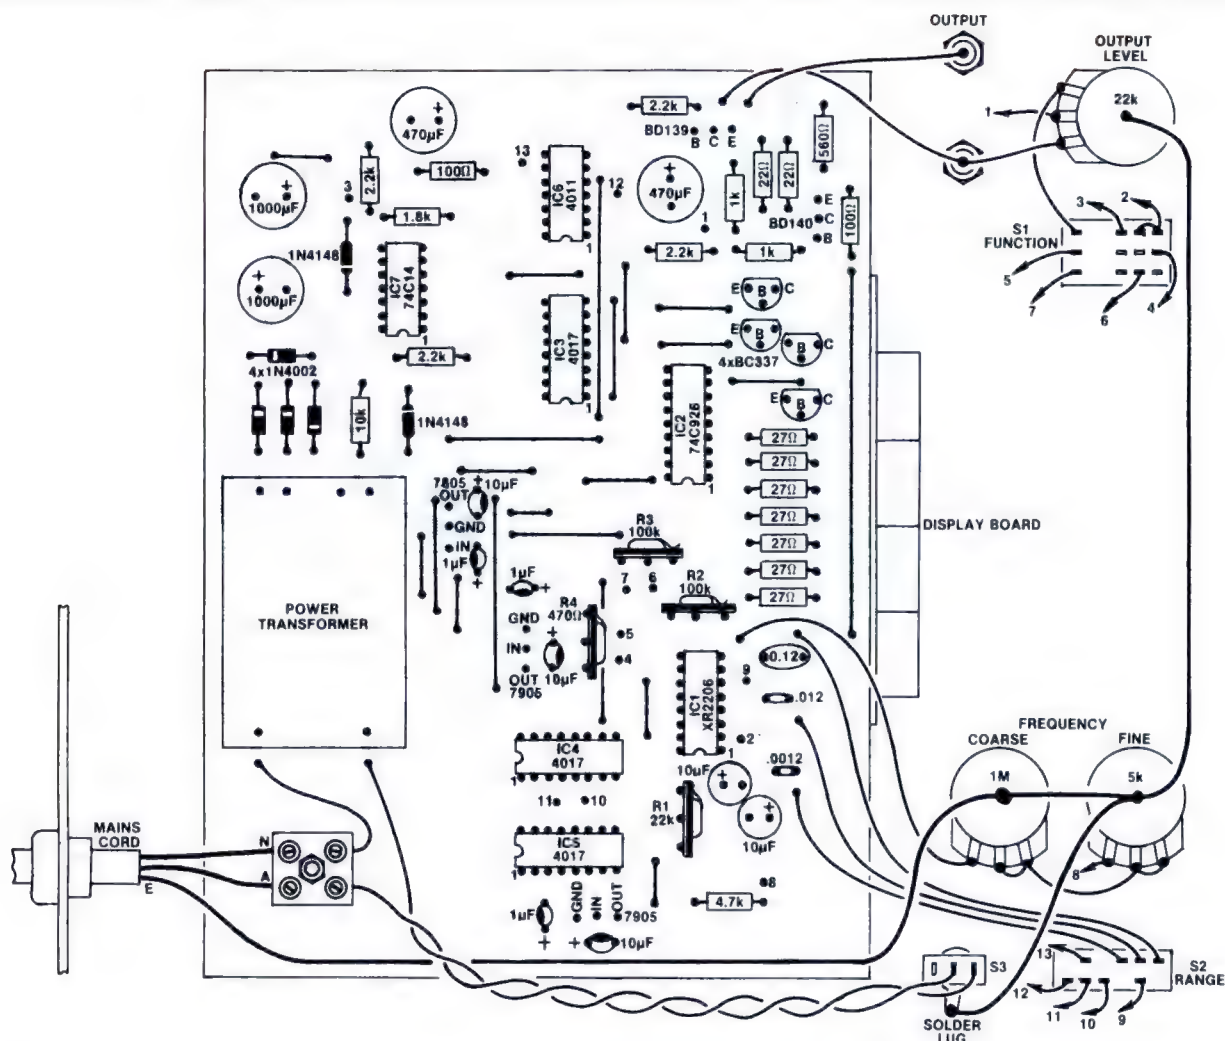 OUTPUT
OUTPUT
LEVEL
22k
1
470µF
2.2k
BD139
B C E
560Ω
13
100Ω
2.2k
3
IC6
4011
12
470µF
1k
22Ω
22Ω
1000µF
1.8k
1
1
BD140
E
C
B
100Ω
3
2
S1
FUNCTION
5
7
6
4
1N4148
IC7
74C14
1
2.2k
1k
1000µF
E B C
IC3
4017
1
E B
B C
4xBC337
2.2k
4x1N4002
10k
1N4148
IC2
74C926
1
E B C
27Ω
27Ω
27Ω
27Ω
27Ω
27Ω
27Ω
7805
OUT
10µF
GND
IN
1µF
R3
100k
DISPLAY BOARD
7
6
1µF
R2
100k
R4
470Ω
GND
IN
OUT
7905
10µF
5
4
POWER
TRANSFORMER
IC1
XR2206
1
9
0.12
.012
2
FREQUENCY
COARSE
FINE
1M
5k
8
IC4
4017
1
11
10
10µF
.0012
R1
22k
10µF
MAINS
CORD
N
A
E
IC5
4017
1
8
4.7k
1µF
GND
IN
OUT
7905
10µF
S3
13
12
11
10
9
S2
RANGE
SOLDER
LUG